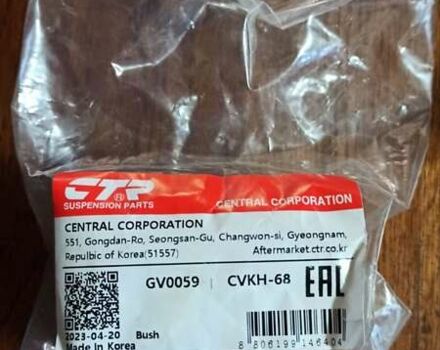 CTR®
SUSPENSION PARTS
CENTRAL CORPORATION
CENTRAL CORPORATION
551, Gongdan-Ro, Seongsan-Gu, Changwon-si, Gyeongnam,
Repulbic of Korea(51557) Aftermarket.ctr.co.kr
GV0059 | CVKH-68 EAC
2023-04-20 Bush
Made In Korea
8 806199 146404